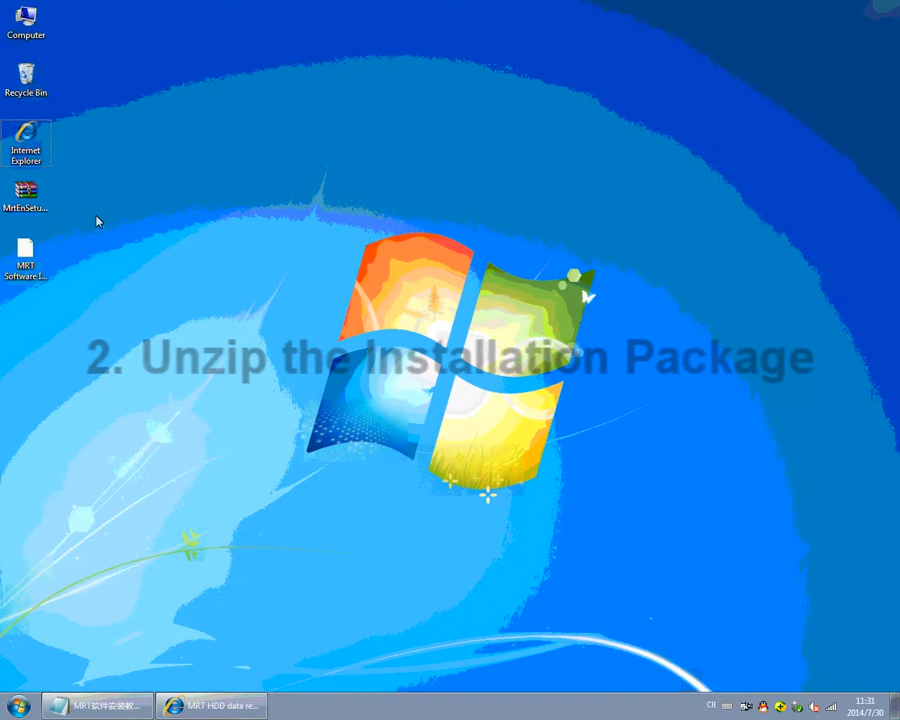 Computer
Recycle Bin
Internet
Explorer
MrtEnSetu...
MRT
Software I...
2. Unzip the Installation Package
MRT软件安装教...
MRT HDD data re...
CH
11:31
2014/7/30